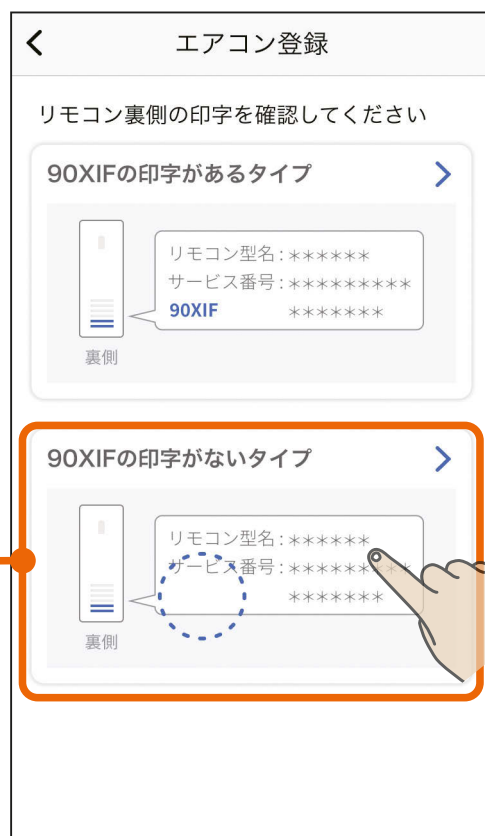 エアコン登録
リモコン裏側の印字を確認してください
90XIFの印字があるタイプ
リモコン型名:******
サービス番号:*********
90XIF *******
裏側
90XIFの印字がないタイプ
リモコン型名:******
サービス番号:*********
*******
裏側